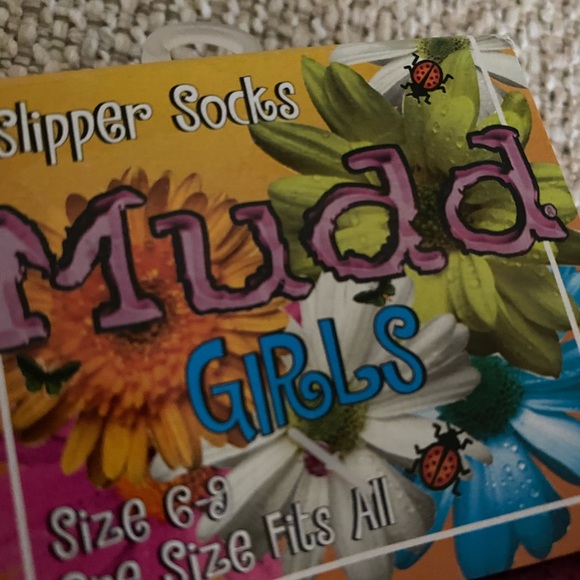 Slipper Socks
Mudd®
GIRLS
Size 6-9
One Size Fits All